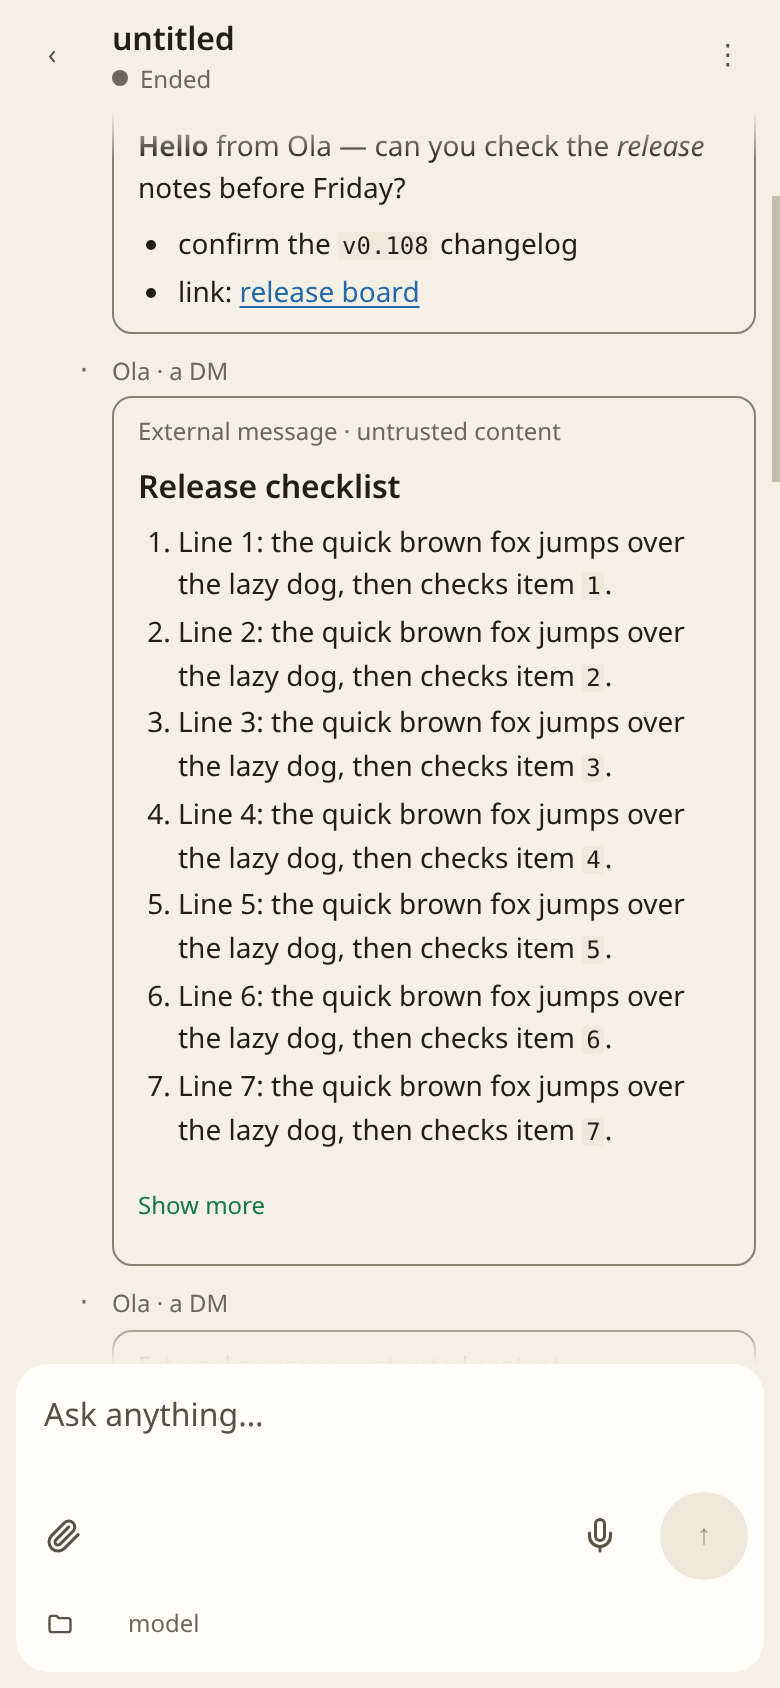 untitled
Ended
Hello from Ola — can you check the release
notes before Friday?
• confirm the v0.108 changelog
• link: release board
Ola · a DM
External message · untrusted content
Release checklist
1. Line 1: the quick brown fox jumps over
the lazy dog, then checks item 1.
2. Line 2: the quick brown fox jumps over
the lazy dog, then checks item 2.
3. Line 3: the quick brown fox jumps over
the lazy dog, then checks item 3.
4. Line 4: the quick brown fox jumps over
the lazy dog, then checks item 4.
5. Line 5: the quick brown fox jumps over
the lazy dog, then checks item 5.
6. Line 6: the quick brown fox jumps over
the lazy dog, then checks item 6.
7. Line 7: the quick brown fox jumps over
the lazy dog, then checks item 7.
Show more
Ola · a DM
Ask anything...
model